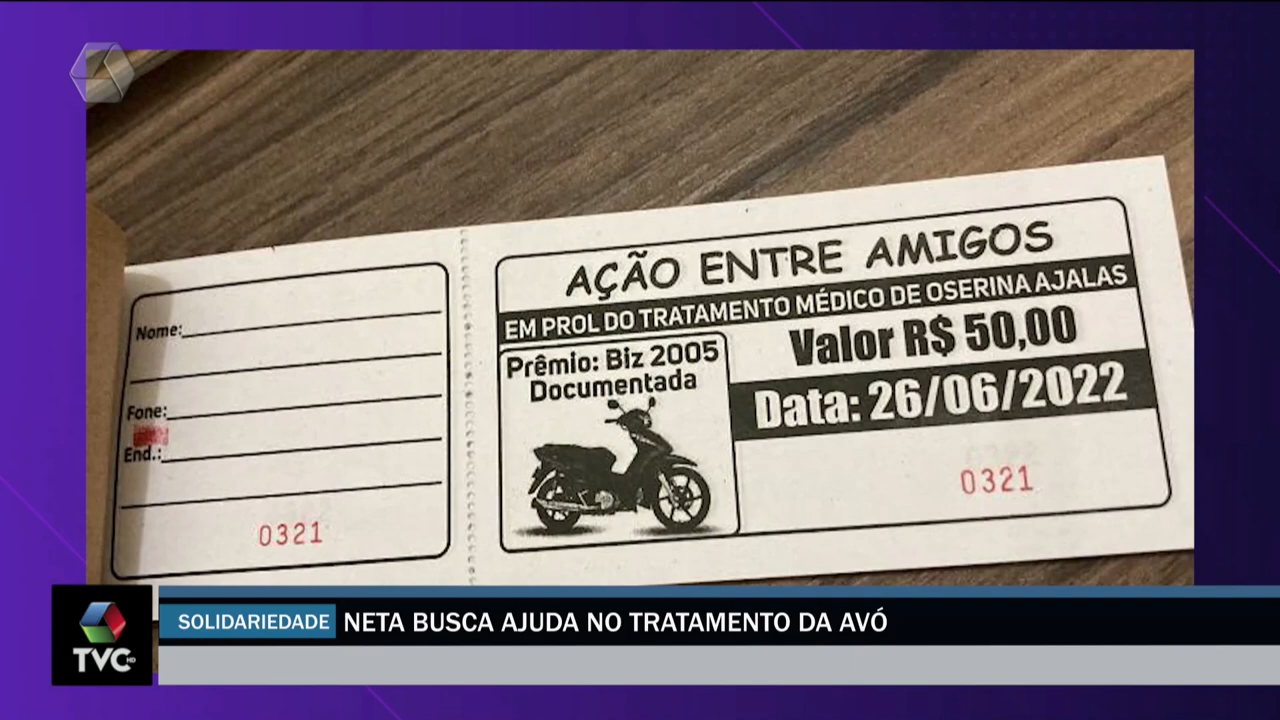 AÇÃO ENTRE AMIGOS
EM PROL DO TRATAMENTO MÉDICO DE OSERINA AJALAS
Prêmio: Biz 2005
Documentada
Valor R$ 50,00
Data: 26/06/2022
0321
Nome:
Fone:
End.:
0321
SOLIDARIEDADE NETA BUSCA AJUDA NO TRATAMENTO DA AVÓ
TVC HD